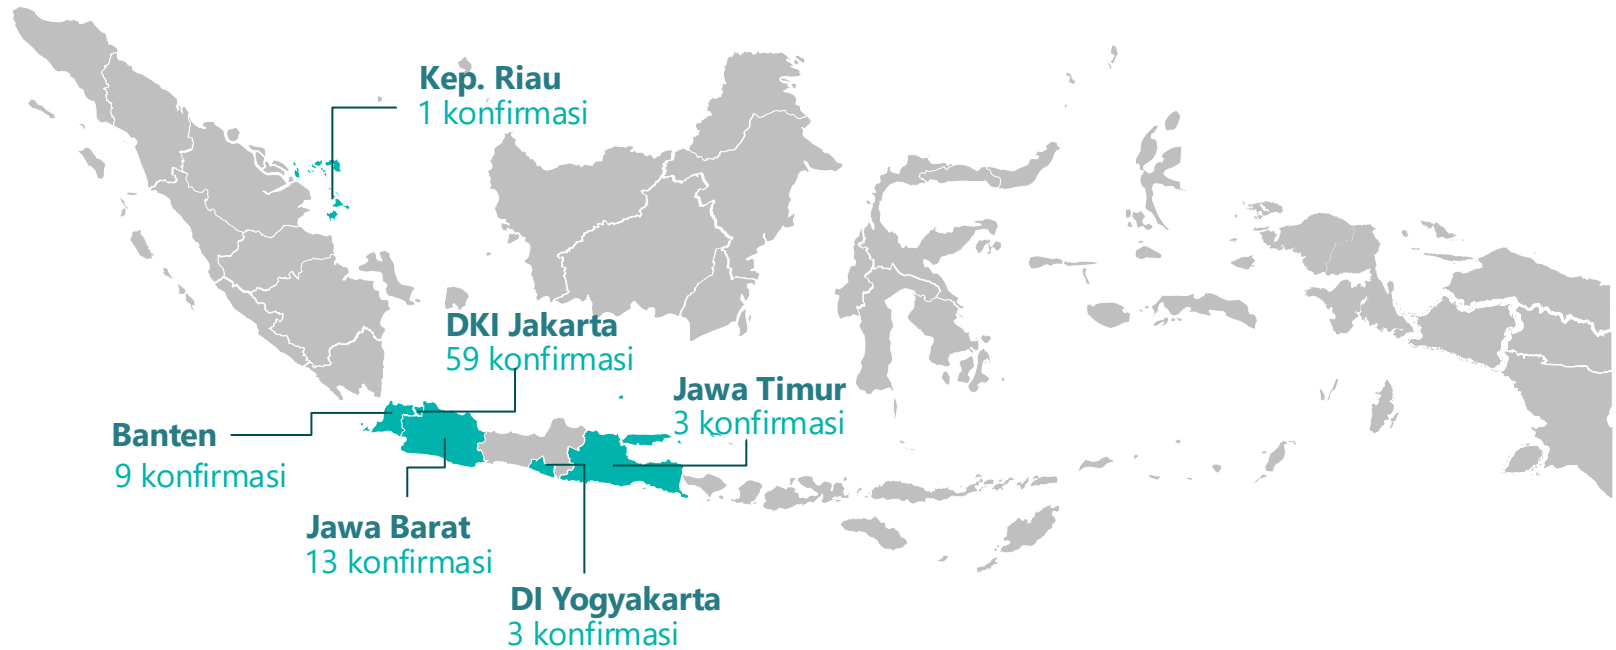 Kep. Riau
1 konfirmasi
DKI Jakarta
59 konfirmasi
Jawa Timur
3 konfirmasi
Banten
9 konfirmasi
Jawa Barat
13 konfirmasi
DI Yogyakarta
3 konfirmasi